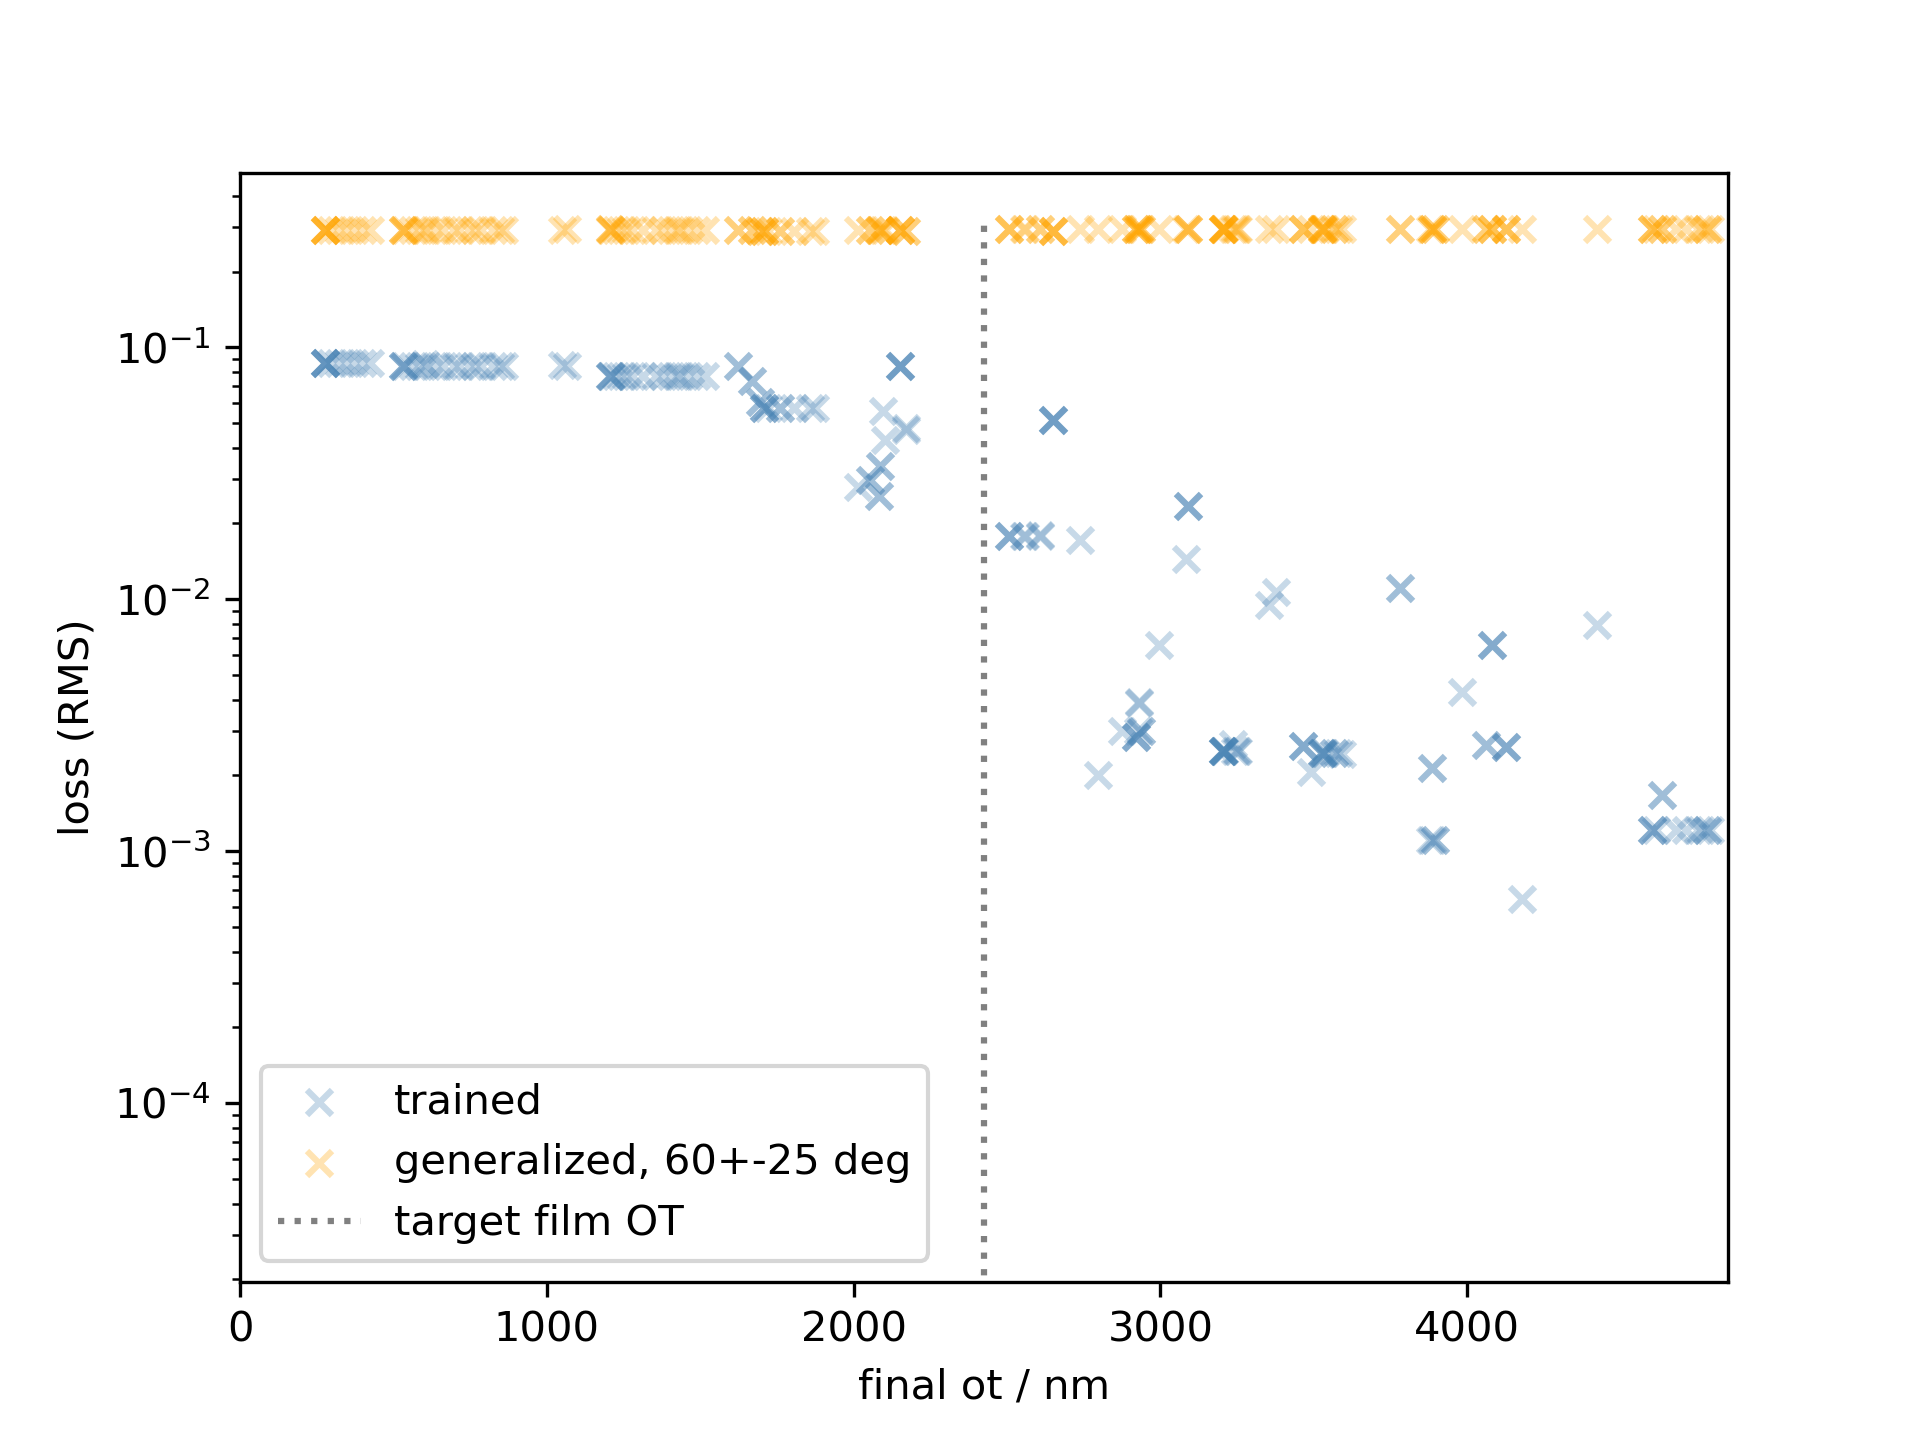 10⁻¹
10⁻²
10⁻³
10⁻⁴
loss (RMS)
trained
generalized, 60+-25 deg
target film OT
0 1000 2000 3000 4000
final ot / nm